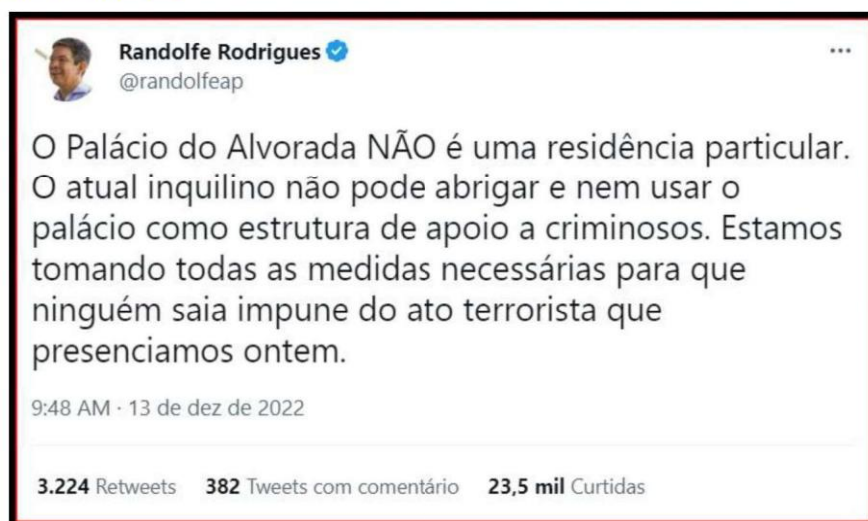 Randolfe Rodrigues
@randolfeap
O Palácio do Alvorada NÃO é uma residência particular.
O atual inquilino não pode abrigar e nem usar o
palácio como estrutura de apoio a criminosos. Estamos
tomando todas as medidas necessárias para que
ninguém saia impune do ato terrorista que
presenciamos ontem.
9:48 AM · 13 de dez de 2022
3.224 Retweets 382 Tweets com comentário 23,5 mil Curtidas